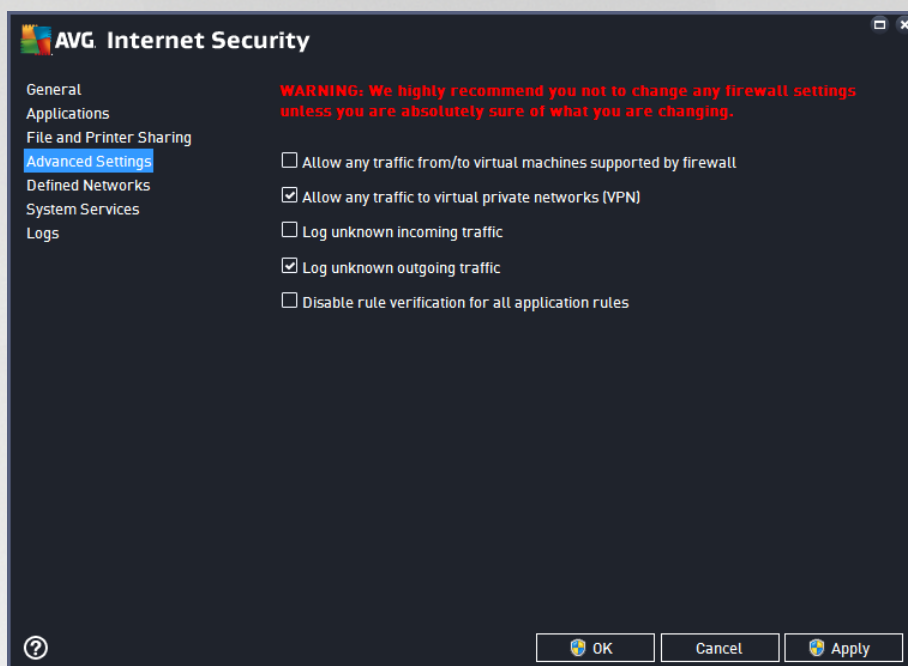 AVG. Internet Security
General
Applications
File and Printer Sharing
Advanced Settings
Defined Networks
System Services
Logs
WARNING: We highly recommend you not to change any firewall settings
unless you are absolutely sure of what you are changing.
Allow any traffic from/to virtual machines supported by firewall
Allow any traffic to virtual private networks (VPN)
Log unknown incoming traffic
Log unknown outgoing traffic
Disable rule verification for all application rules
?
OK
Cancel
Apply